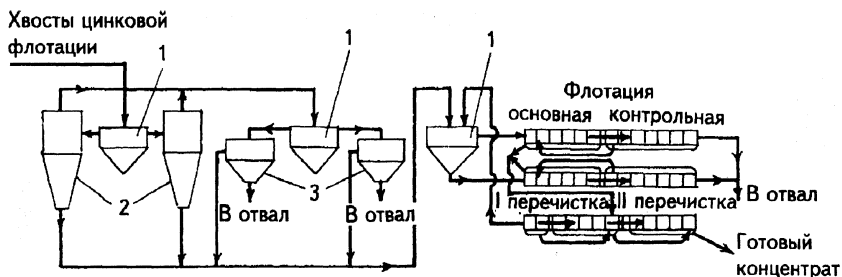 Хвосты цинковой
флотации
1
1
1
Флотация
основная контрольная
2
3
В отвал
В отвал
I перечистка II перечистка
В отвал
Готовый
концентрат